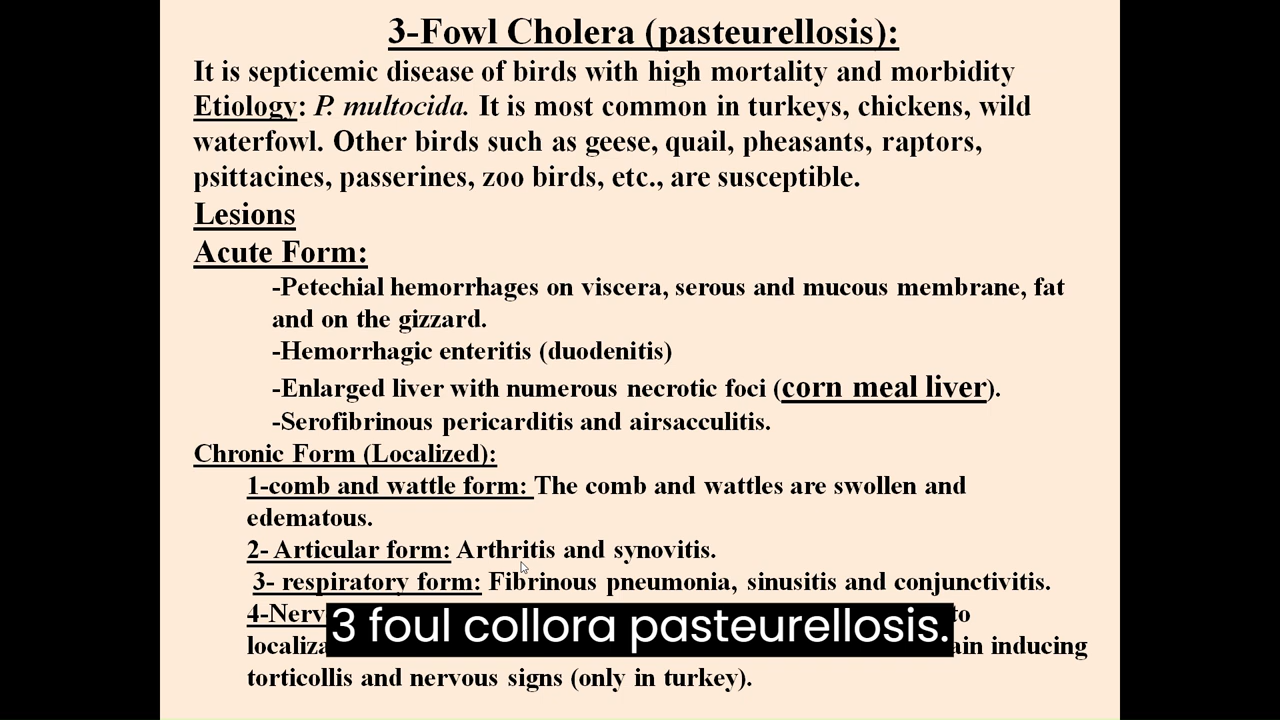 3-Fowl Cholera (pasteurellosis):
It is septicemic disease of birds with high mortality and morbidity
Etiology: P. multocida. It is most common in turkeys, chickens, wild
waterfowl. Other birds such as geese, quail, pheasants, raptors,
psittacines, passerines, zoo birds, etc., are susceptible.
Lesions
Acute Form:
-Petechial hemorrhages on viscera, serous and mucous membrane, fat
and on the gizzard.
-Hemorrhagic enteritis (duodenitis)
-Enlarged liver with numerous necrotic foci (corn meal liver).
-Serofibrinous pericarditis and airsacculitis.
Chronic Form (Localized):
1-comb and wattle form: The comb and wattles are swollen and
edematous.
2- Articular form: Arthritis and synovitis.
3- respiratory form: Fibrinous pneumonia, sinusitis and conjunctivitis.
4-Nerv to
3 foul collora pasteurellosis.
localiza ain inducing
torticollis and nervous signs (only in turkey).